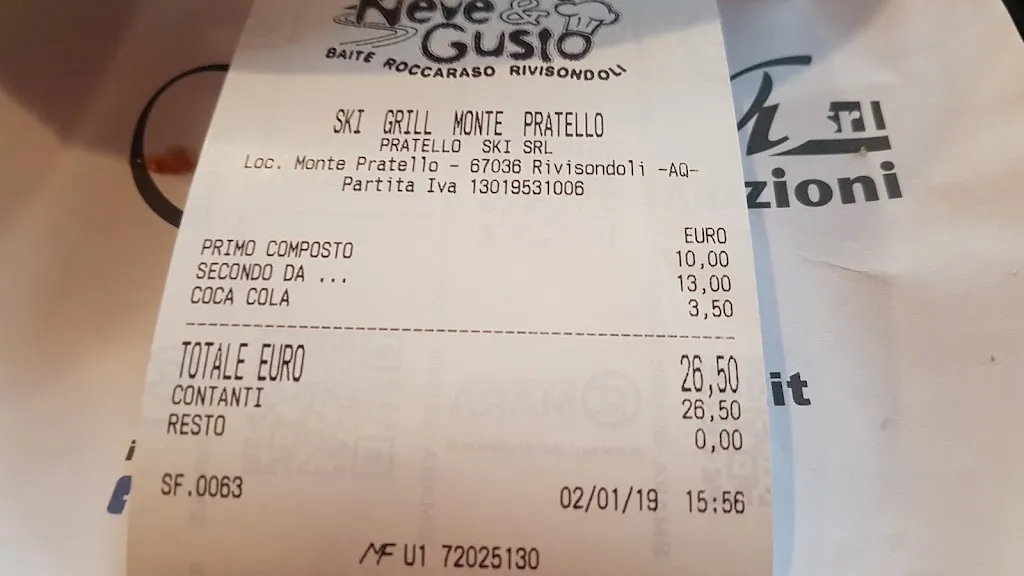 Neve &
Gusto
BAITE ROCCARASO RIVISONDOLI
SKI GRILL MONTE PRATELLO
PRATELLO SKI SRL
Loc. Monte Pratello - 67036 Rivisondoli -AQ-
Partita Iva 13019531006
EURO
PRIMO COMPOSTO 10,00
SECONDO DA ... 13,00
COCA COLA 3,50
TOTALE EURO 26,50
CONTANTI 26,50
RESTO 0,00
SF.0063 02/01/19 15:56
MF U1 72025130
srl
zioni
it